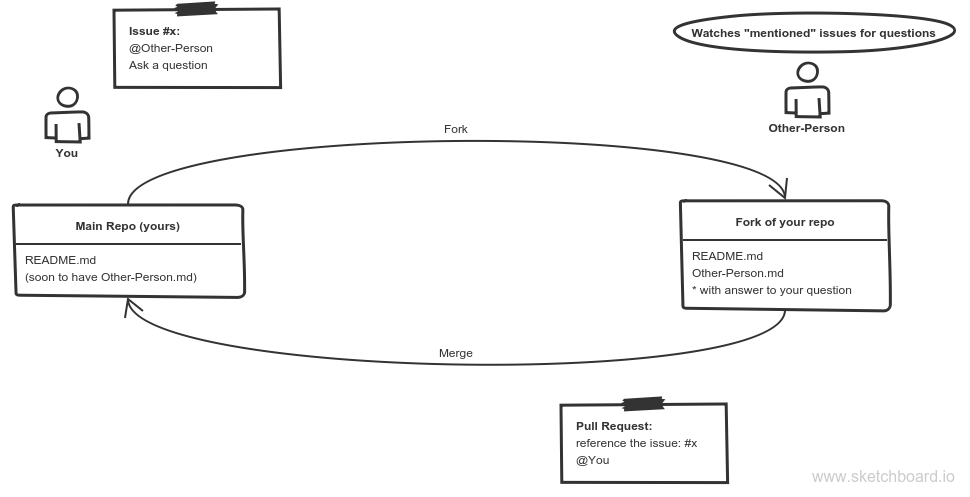 Issue #x:
@Other-Person
Ask a question
Watches "mentioned" issues for questions
You
Other-Person
Fork
Main Repo (yours)
README.md
(soon to have Other-Person.md)
Fork of your repo
README.md
Other-Person.md
* with answer to your question
Merge
Pull Request:
reference the issue: #x
@You
www.sketchboard.io